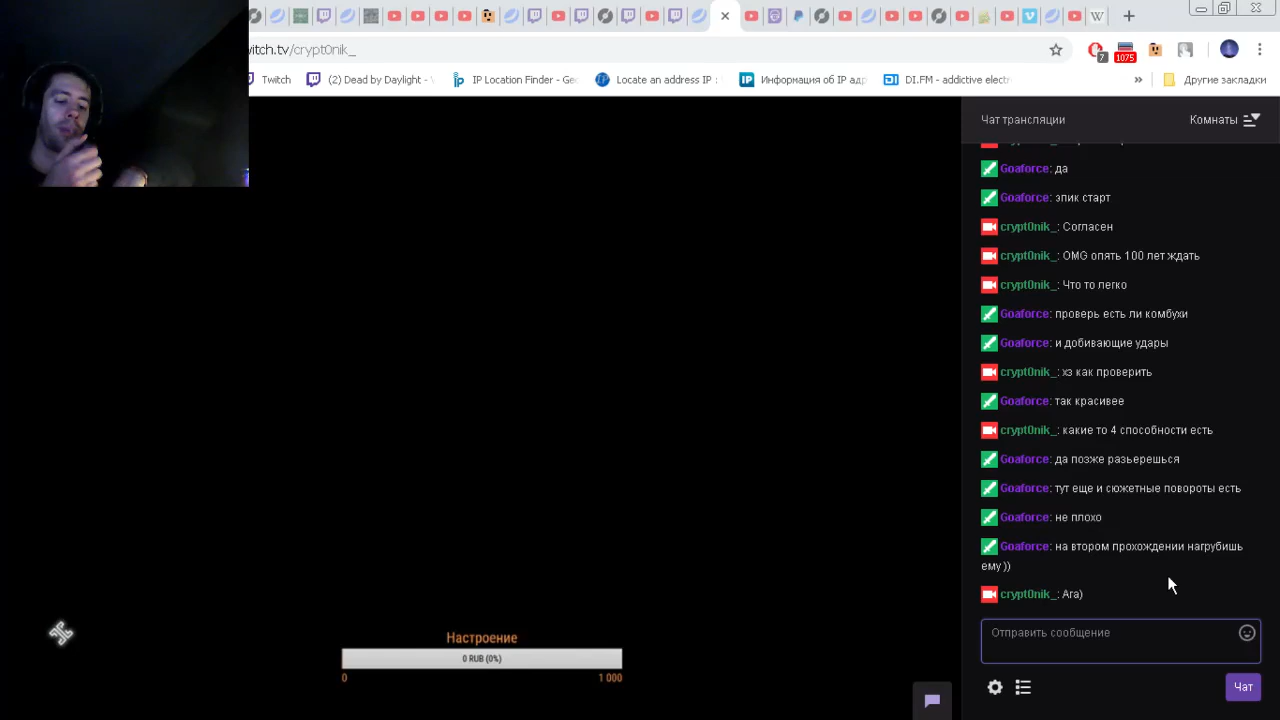 witch.tv/crypt0nik_
7
1075
Twitch
(2) Dead by Daylight -
IP Location Finder - Geo
Locate an address IP :
Информация об IP адр
DI.FM - addictive electr
»
Другие закладки
Чат трансляции
Комнаты
Goaforce: да
Goaforce: эпик старт
crypt0nik_: Согласен
crypt0nik_: OMG опять 100 лет ждать
crypt0nik_: Что то легко
Goaforce: проверь есть ли комбухи
Goaforce: и добивающие удары
crypt0nik_: хз как проверить
Goaforce: так красивее
crypt0nik_: какие то 4 способности есть
Goaforce: да позже разьерешься
Goaforce: тут еще и сюжетные повороты есть
Goaforce: не плохо
Goaforce: на втором прохождении нагрубишь
ему ))
crypt0nik_: Ага)
Отправить сообщение
Чат
Настроение
0 RUB (0%)
0
1 000